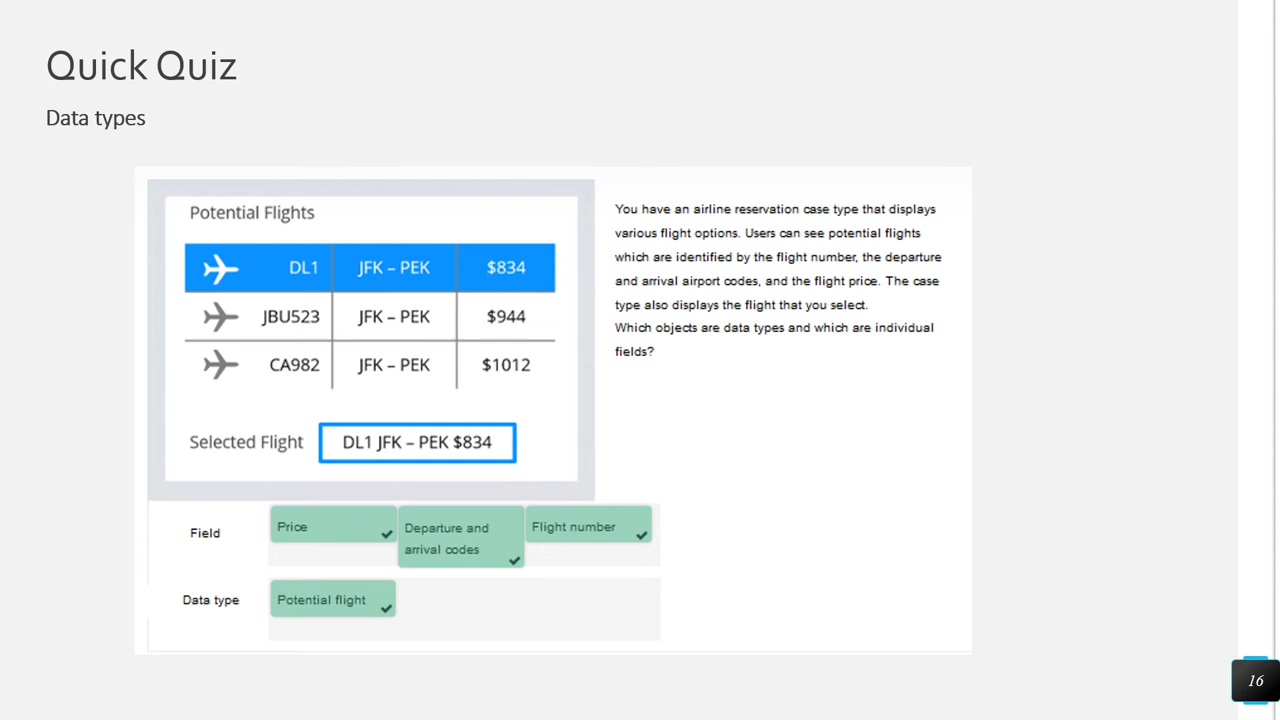 Quick Quiz
Data types
Potential Flights
DL1 JFK – PEK $834
JBU523 JFK – PEK $944
CA982 JFK – PEK $1012
Selected Flight DL1 JFK – PEK $834
You have an airline reservation case type that displays
various flight options. Users can see potential flights
which are identified by the flight number, the departure
and arrival airport codes, and the flight price. The case
type also displays the flight that you select.
Which objects are data types and which are individual
fields?
Field Price Departure and Flight number
arrival codes
Data type Potential flight
16